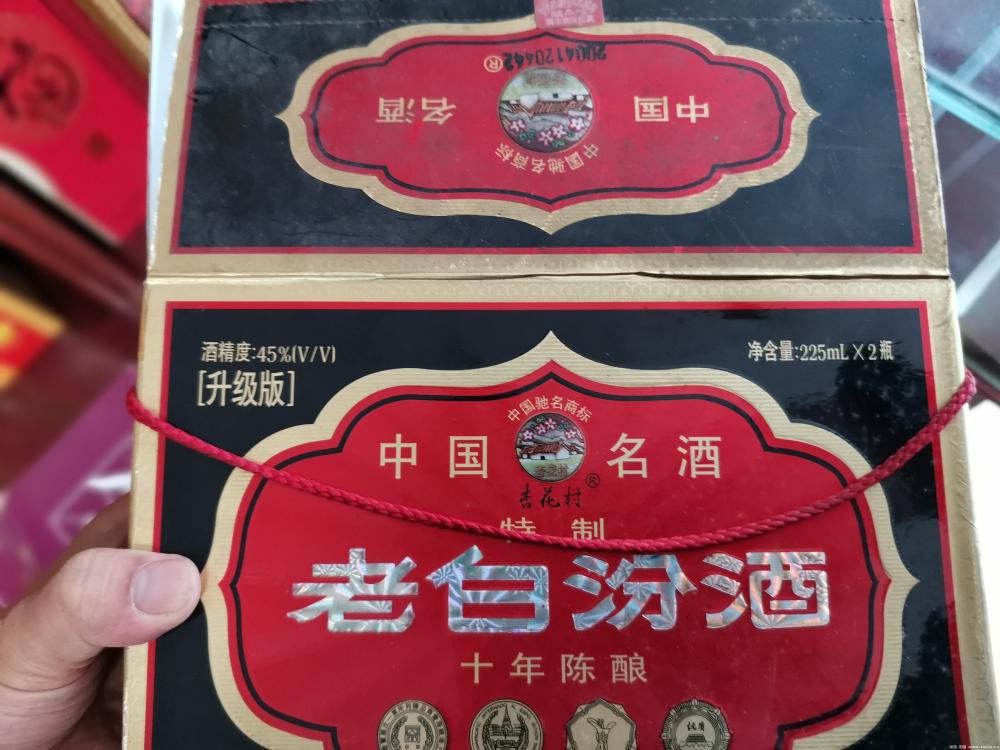 2004120442
®
中国 名酒
中国驰名商标
酒精度:45%(V/V)
净含量:225mL×2瓶
[升级版]
中国驰名商标
中国 名酒
杏花村®
特制
老白汾酒
十年陈酿